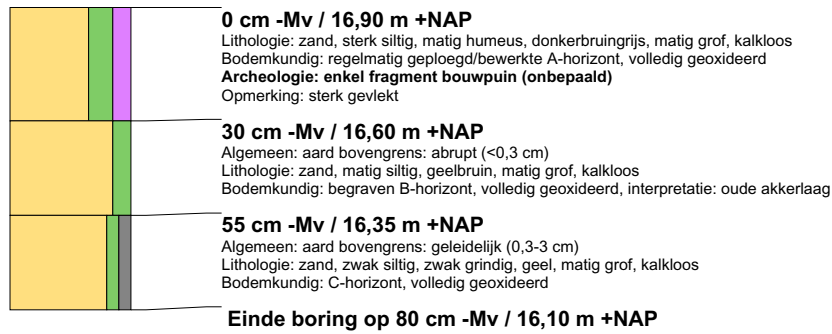 0 cm -Mv / 16,90 m +NAP
Lithologie: zand, sterk siltig, matig humeus, donkerbruingrijs, matig grof, kalkloos
Bodemkundig: regelmatig geploegd/bewerkte A-horizont, volledig geoxideerd
Archeologie: enkel fragment bouwpuin (onbepaald)
Opmerking: sterk gevlekt
30 cm -Mv / 16,60 m +NAP
Algemeen: aard bovengrens: abrupt (<0,3 cm)
Lithologie: zand, matig siltig, geelbruin, matig grof, kalkloos
Bodemkundig: begraven B-horizont, volledig geoxideerd, interpretatie: oude akkerlaag
55 cm -Mv / 16,35 m +NAP
Algemeen: aard bovengrens: geleidelijk (0,3-3 cm)
Lithologie: zand, zwak siltig, zwak grindig, geel, matig grof, kalkloos
Bodemkundig: C-horizont, volledig geoxideerd
Einde boring op 80 cm -Mv / 16,10 m +NAP